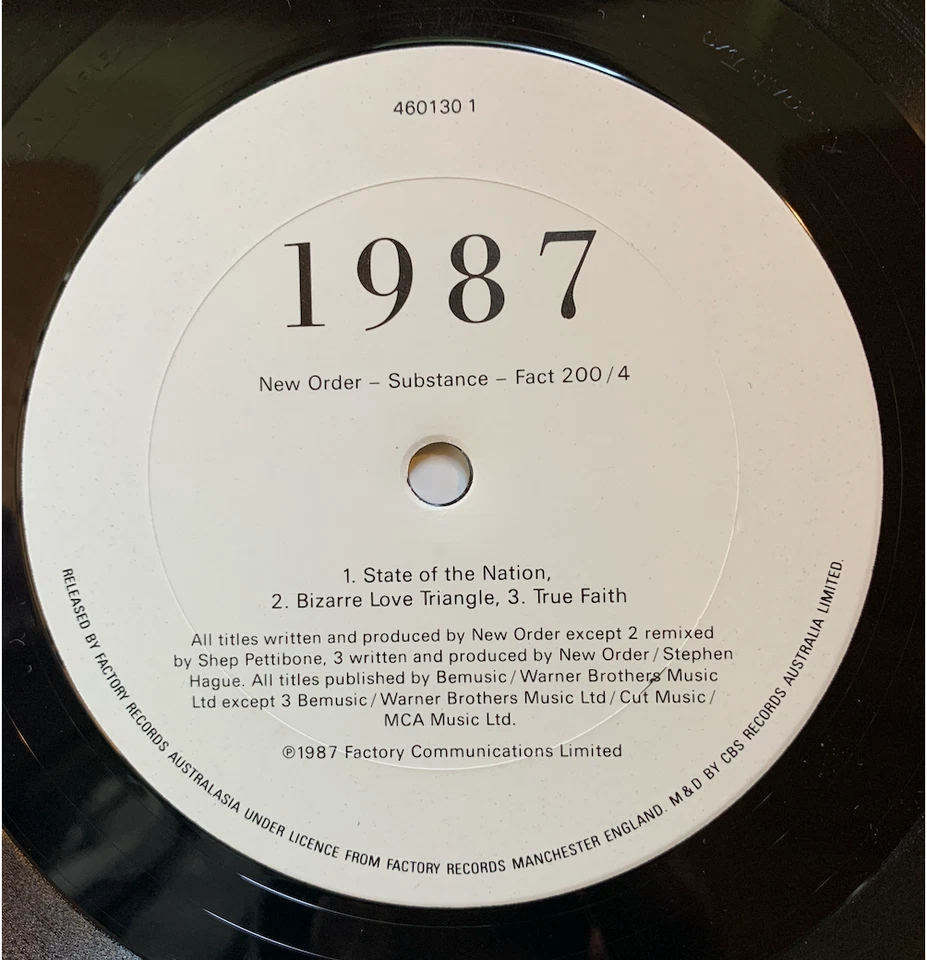 460130 1
1987
New Order – Substance – Fact 200/4
1. State of the Nation,
2. Bizarre Love Triangle, 3. True Faith
All titles written and produced by New Order except 2 remixed
by Shep Pettibone, 3 written and produced by New Order/Stephen
Hague. All titles published by Bemusic/Warner Brothers Music
Ltd except 3 Bemusic/Warner Brothers Music Ltd/Cut Music/
MCA Music Ltd.
℗1987 Factory Communications Limited
RELEASED BY FACTORY RECORDS AUSTRALASIA UNDER LICENCE FROM FACTORY RECORDS MANCHESTER ENGLAND. M&D BY CBS RECORDS AUSTRALIA LIMITED.